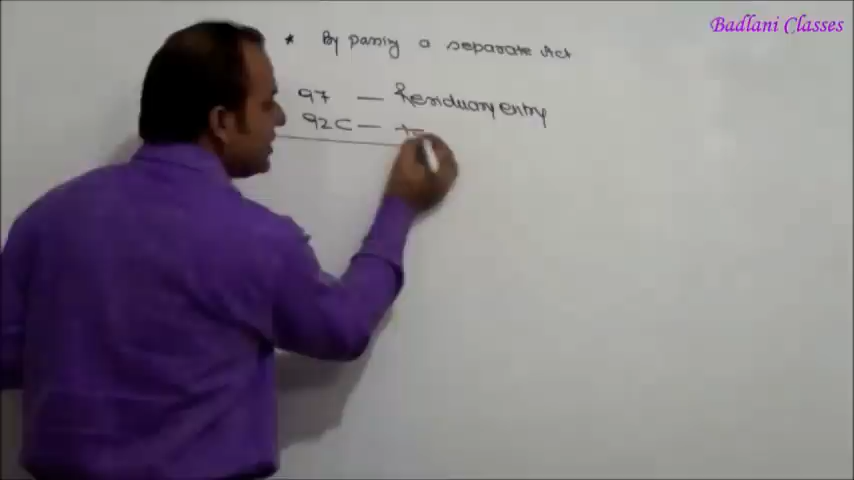 Badlani Classes
* By passing a separate Act
97 — Residuary entry
92C —